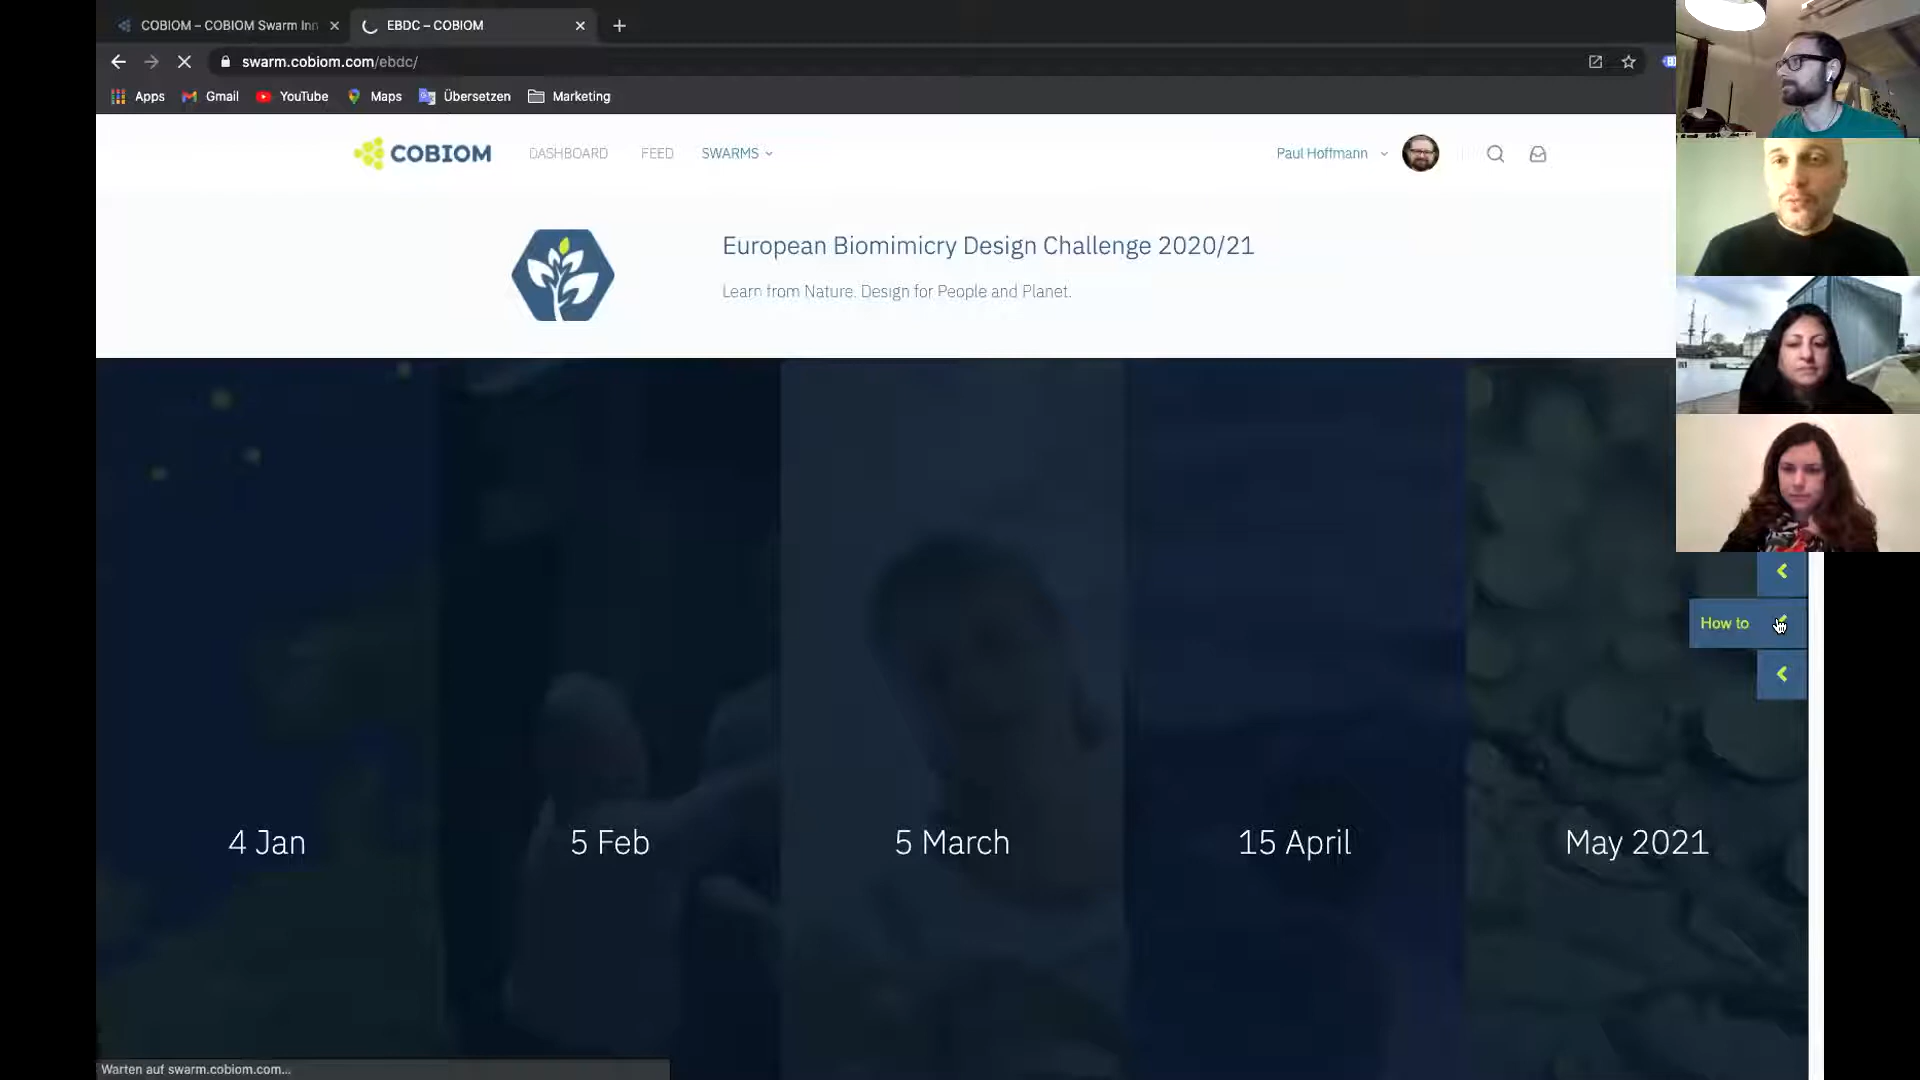 COBIOM – COBIOM Swarm Inn
EBDC – COBIOM
swarm.cobiom.com/ebdc/
Apps Gmail YouTube Maps Übersetzen Marketing
COBIOM DASHBOARD FEED SWARMS Paul Hoffmann
European Biomimicry Design Challenge 2020/21
Learn from Nature. Design for People and Planet.
How to
4 Jan 5 Feb 5 March 15 April May 2021
Warten auf swarm.cobiom.com...